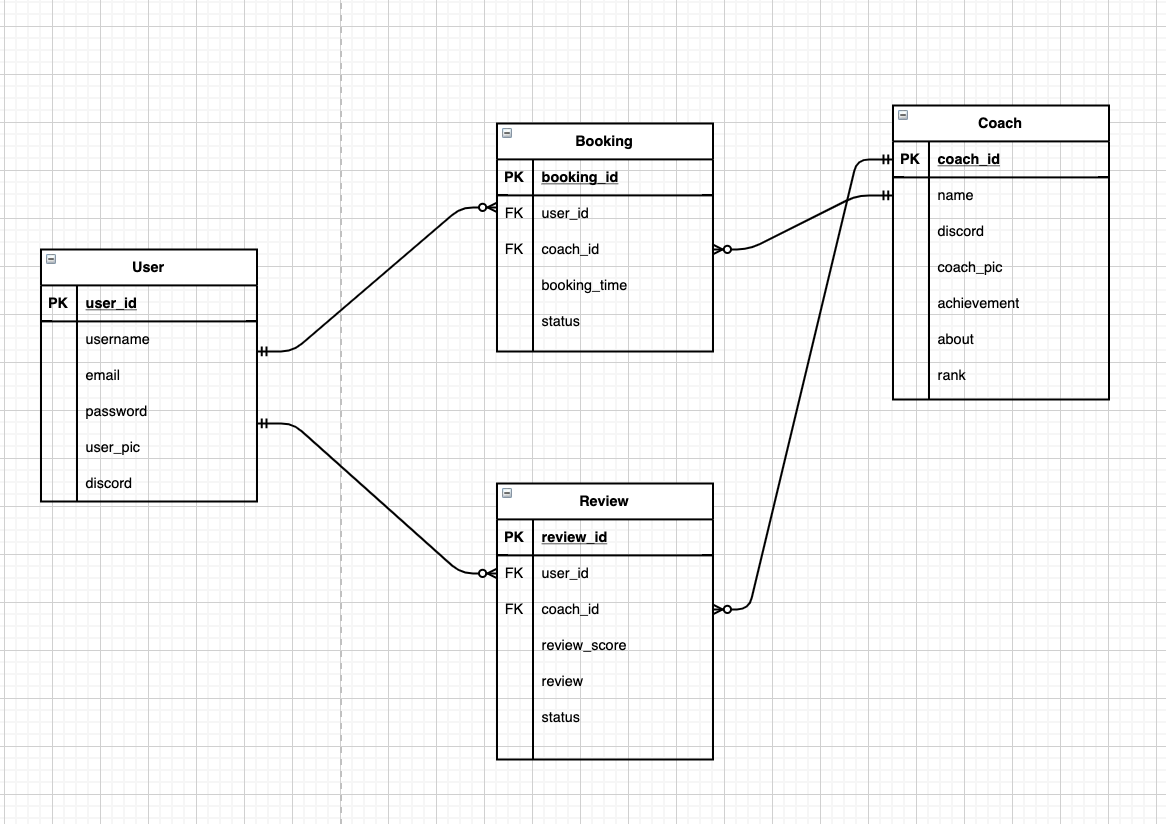 User
PK user_id
username
email
password
user_pic
discord
Booking
PK booking_id
FK user_id
FK coach_id
booking_time
status
Review
PK review_id
FK user_id
FK coach_id
review_score
review
status
Coach
PK coach_id
name
discord
coach_pic
achievement
about
rank